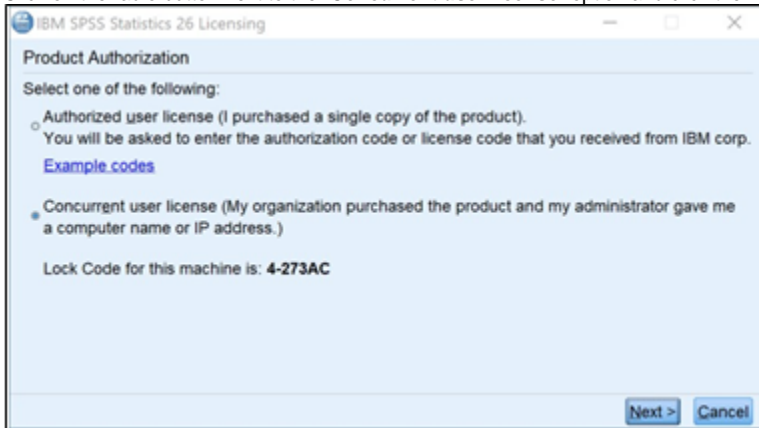 IBM SPSS Statistics 26 Licensing
Product Authorization
Select one of the following:
Authorized user license (I purchased a single copy of the product).
You will be asked to enter the authorization code or license code that you received from IBM corp.
Example codes
Concurrent user license (My organization purchased the product and my administrator gave me
a computer name or IP address.)
Lock Code for this machine is: 4-273AC
Next > Cancel